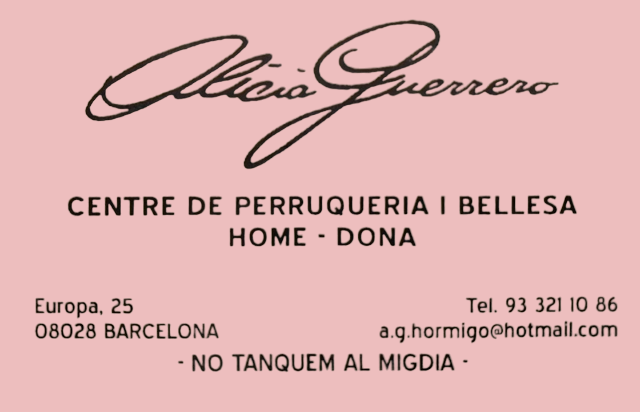 Alicia Guerrero
CENTRE DE PERRUQUERIA I BELLESA
HOME - DONA
Europa, 25
08028 BARCELONA
Tel. 93 321 10 86
a.g.hormigo@hotmail.com
- NO TANQUEM AL MIGDIA -